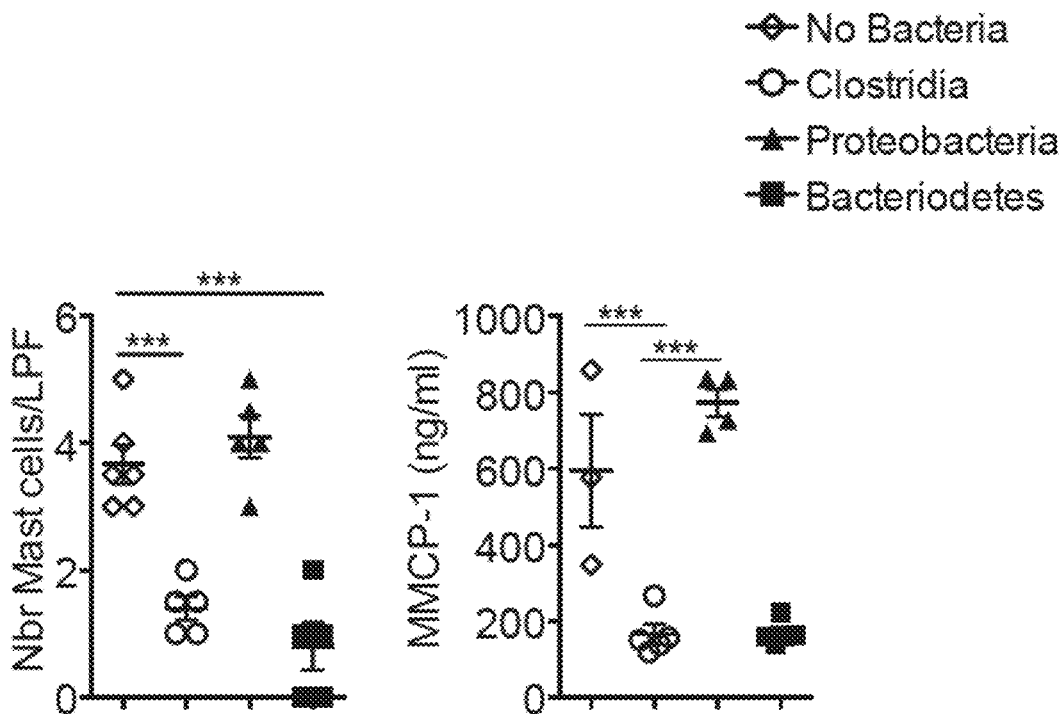 No Bacteria
Clostridia
Proteobacteria
Bacteriodetes
Nbr Mast cells/LPF
6
4
2
0
***
***
MMCP-1 (ng/ml)
1000
800
600
400
200
0
***
***